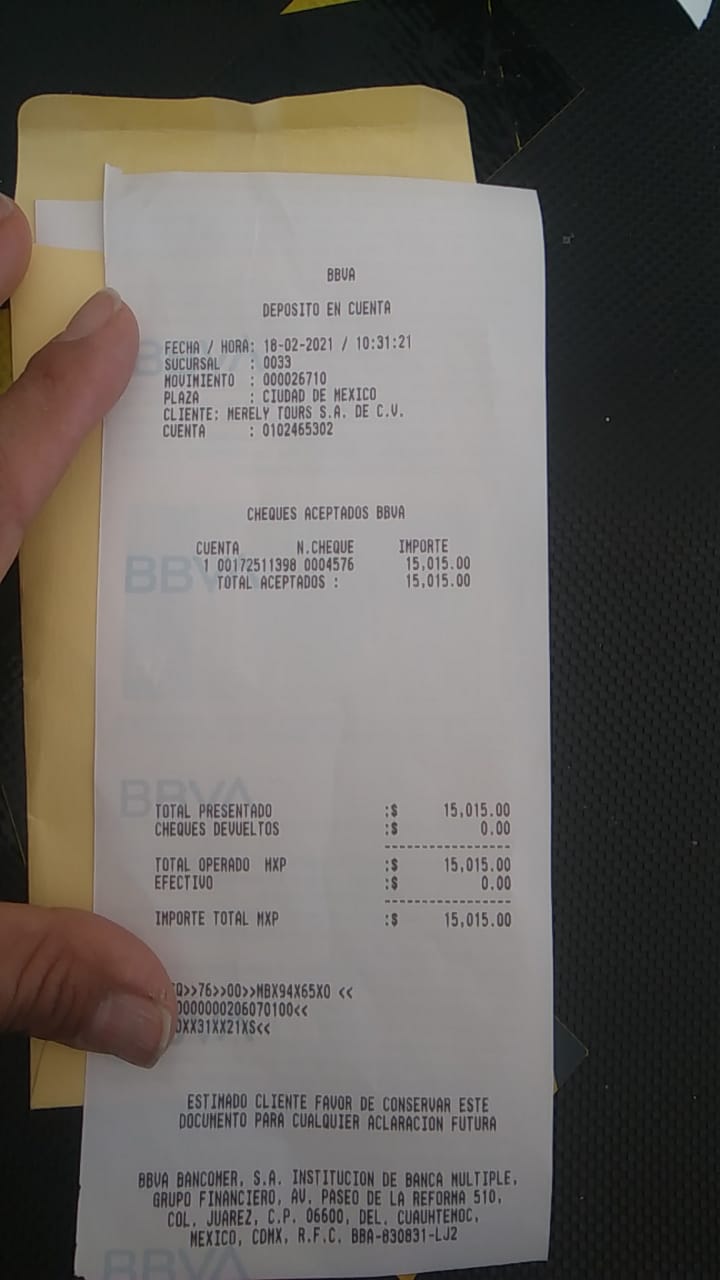 BBVA
DEPOSITO EN CUENTA
FECHA / HORA: 18-02-2021 / 10:31:21
SUCURSAL : 0033
MOVIMIENTO : 000026710
PLAZA : CIUDAD DE MEXICO
CLIENTE: MERELY TOURS S.A. DE C.V.
CUENTA : 0102465302
CHEQUES ACEPTADOS BBVA
CUENTA N.CHEQUE IMPORTE
1 00172511398 0004576 15,015.00
TOTAL ACEPTADOS : 15,015.00
TOTAL PRESENTADO :$ 15,015.00
CHEQUES DEVUELTOS :$ 0.00
TOTAL OPERADO MXP :$ 15,015.00
EFECTIVO :$ 0.00
IMPORTE TOTAL MXP :$ 15,015.00
Q>>76>>00>>MBX94X65X0 <<
0000000206070100<<
0XX31XX21XS<<
ESTIMADO CLIENTE FAVOR DE CONSERVAR ESTE
DOCUMENTO PARA CUALQUIER ACLARACION FUTURA
BBVA BANCOMER, S.A. INSTITUCION DE BANCA MULTIPLE,
GRUPO FINANCIERO, AV. PASEO DE LA REFORMA 510,
COL. JUAREZ, C.P. 06600, DEL. CUAUHTEMOC,
MEXICO, CDMX, R.F.C. BBA-830831-LJ2
BBVA